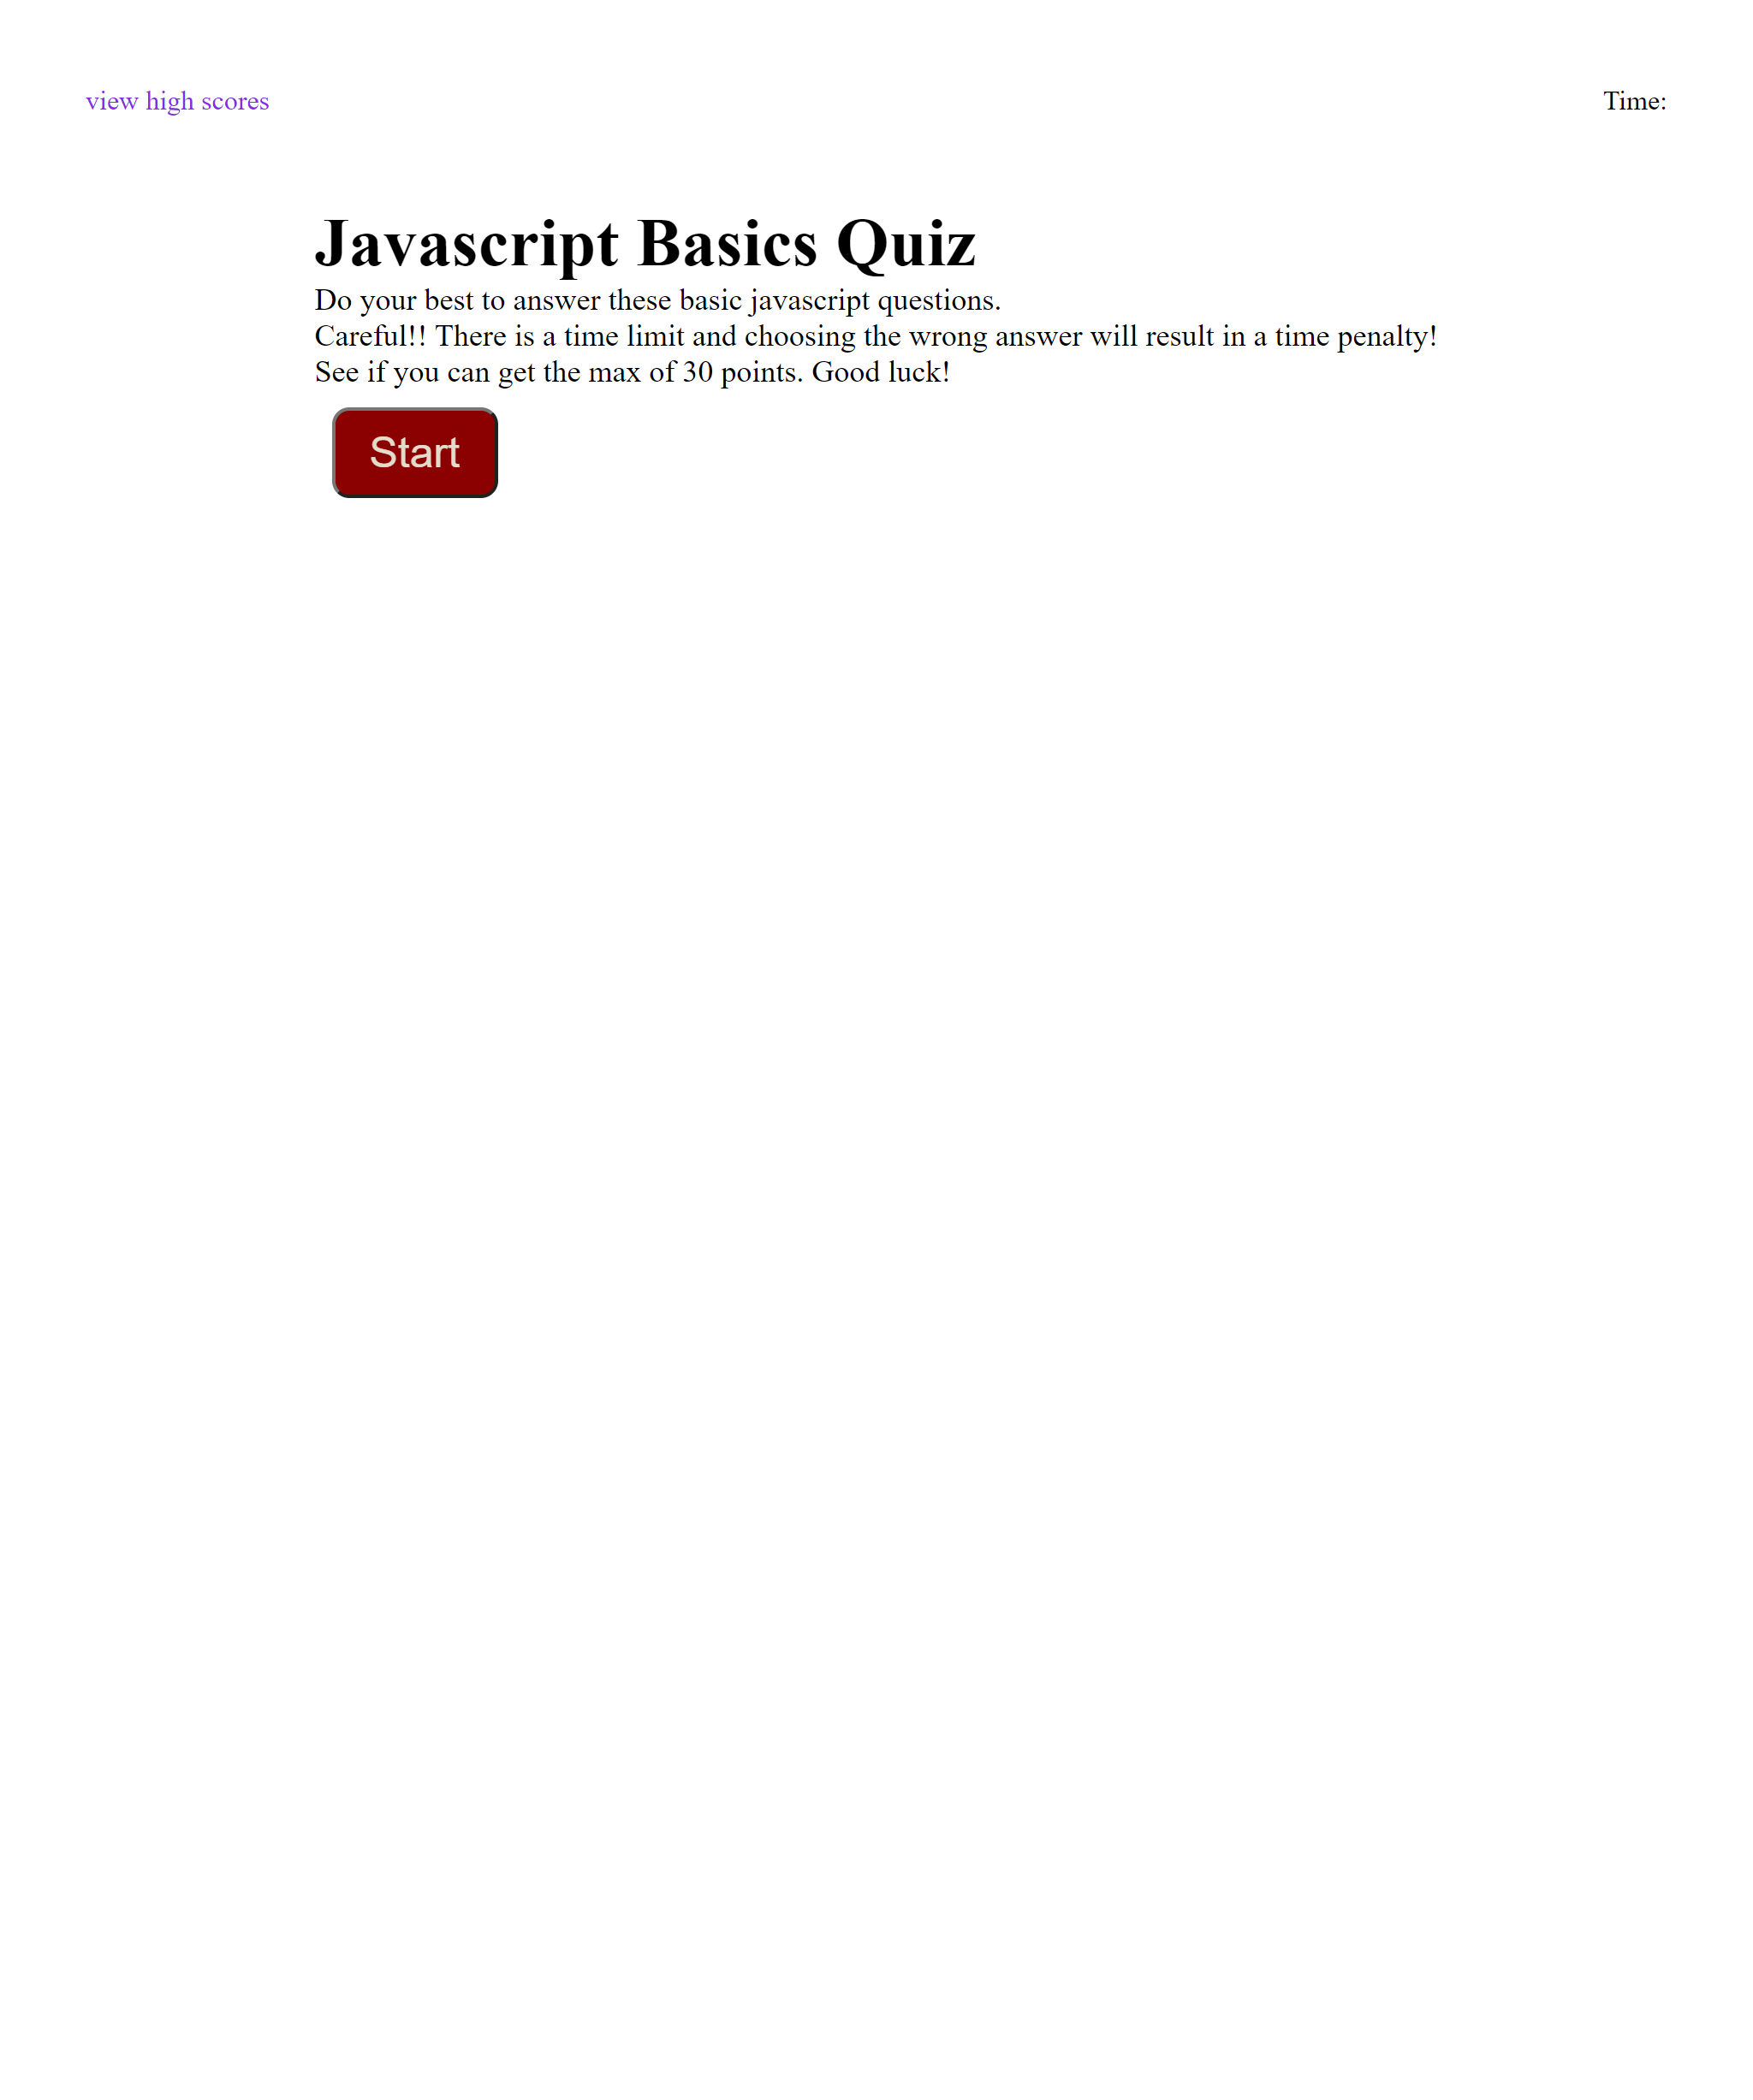 view high scores
Time:
Javascript Basics Quiz
Do your best to answer these basic javascript questions.
Careful!! There is a time limit and choosing the wrong answer will result in a time penalty!
See if you can get the max of 30 points. Good luck!
Start